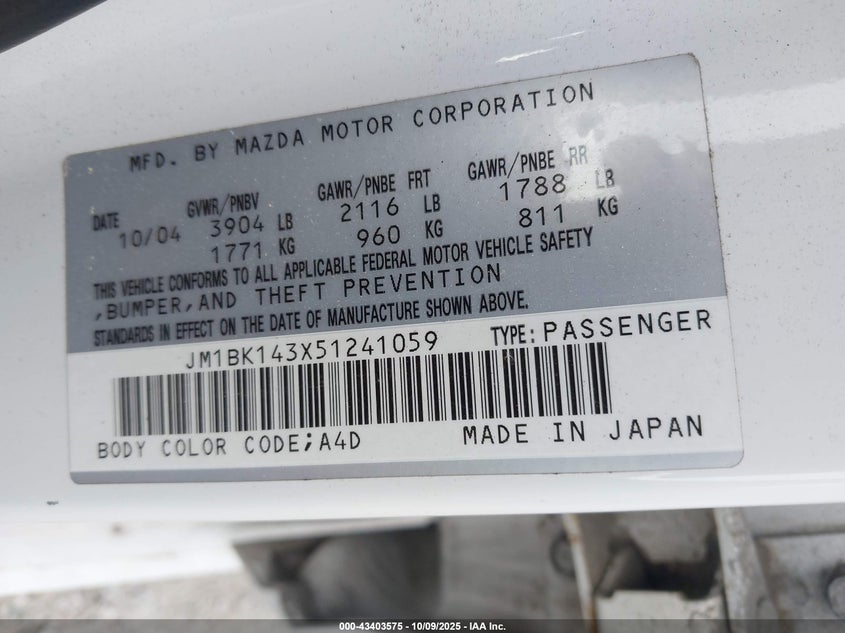 MFD. BY MAZDA MOTOR CORPORATION
DATE GVWR/PNBV GAWR/PNBE FRT GAWR/PNBE RR
10/04 3904 LB 2116 LB 1788 LB
1771 KG 960 KG 811 KG
THIS VEHICLE CONFORMS TO ALL APPLICABLE FEDERAL MOTOR VEHICLE SAFETY
,BUMPER,AND THEFT PREVENTION
STANDARDS IN EFFECT ON THE DATE OF MANUFACTURE SHOWN ABOVE.
JM1BK143X51241059 TYPE:PASSENGER
BODY COLOR CODE;A4D MADE IN JAPAN
000-43403575 - 10/09/2025 - IAA Inc.